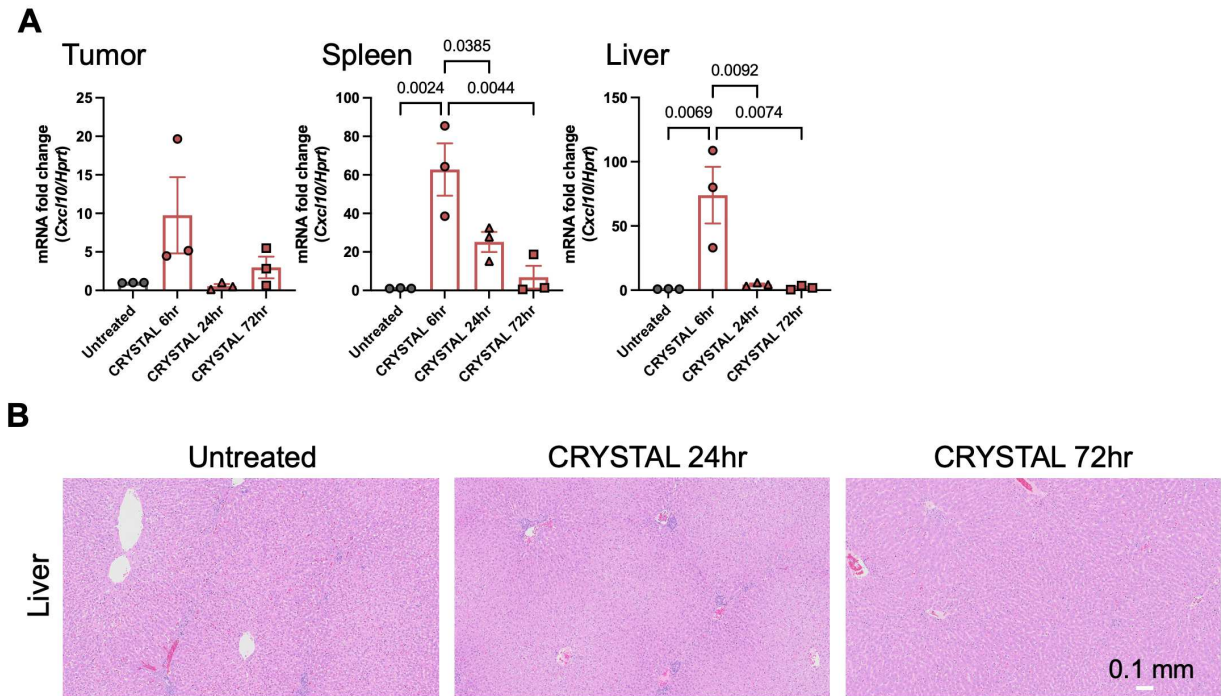 A
Tumor
mRNA fold change
(Cxcl10/Hprt)
25
20
15
10
5
0
Untreated
CRYSTAL 6hr
CRYSTAL 24hr
CRYSTAL 72hr
Spleen
0.0385
0.0024
0.0044
mRNA fold change
(Cxcl10/Hprt)
100
80
60
40
20
0
Untreated
CRYSTAL 6hr
CRYSTAL 24hr
CRYSTAL 72hr
Liver
0.0092
0.0069
0.0074
mRNA fold change
(Cxcl10/Hprt)
150
100
50
0
Untreated
CRYSTAL 6hr
CRYSTAL 24hr
CRYSTAL 72hr
B
Untreated
CRYSTAL 24hr
CRYSTAL 72hr
Liver
0.1 mm